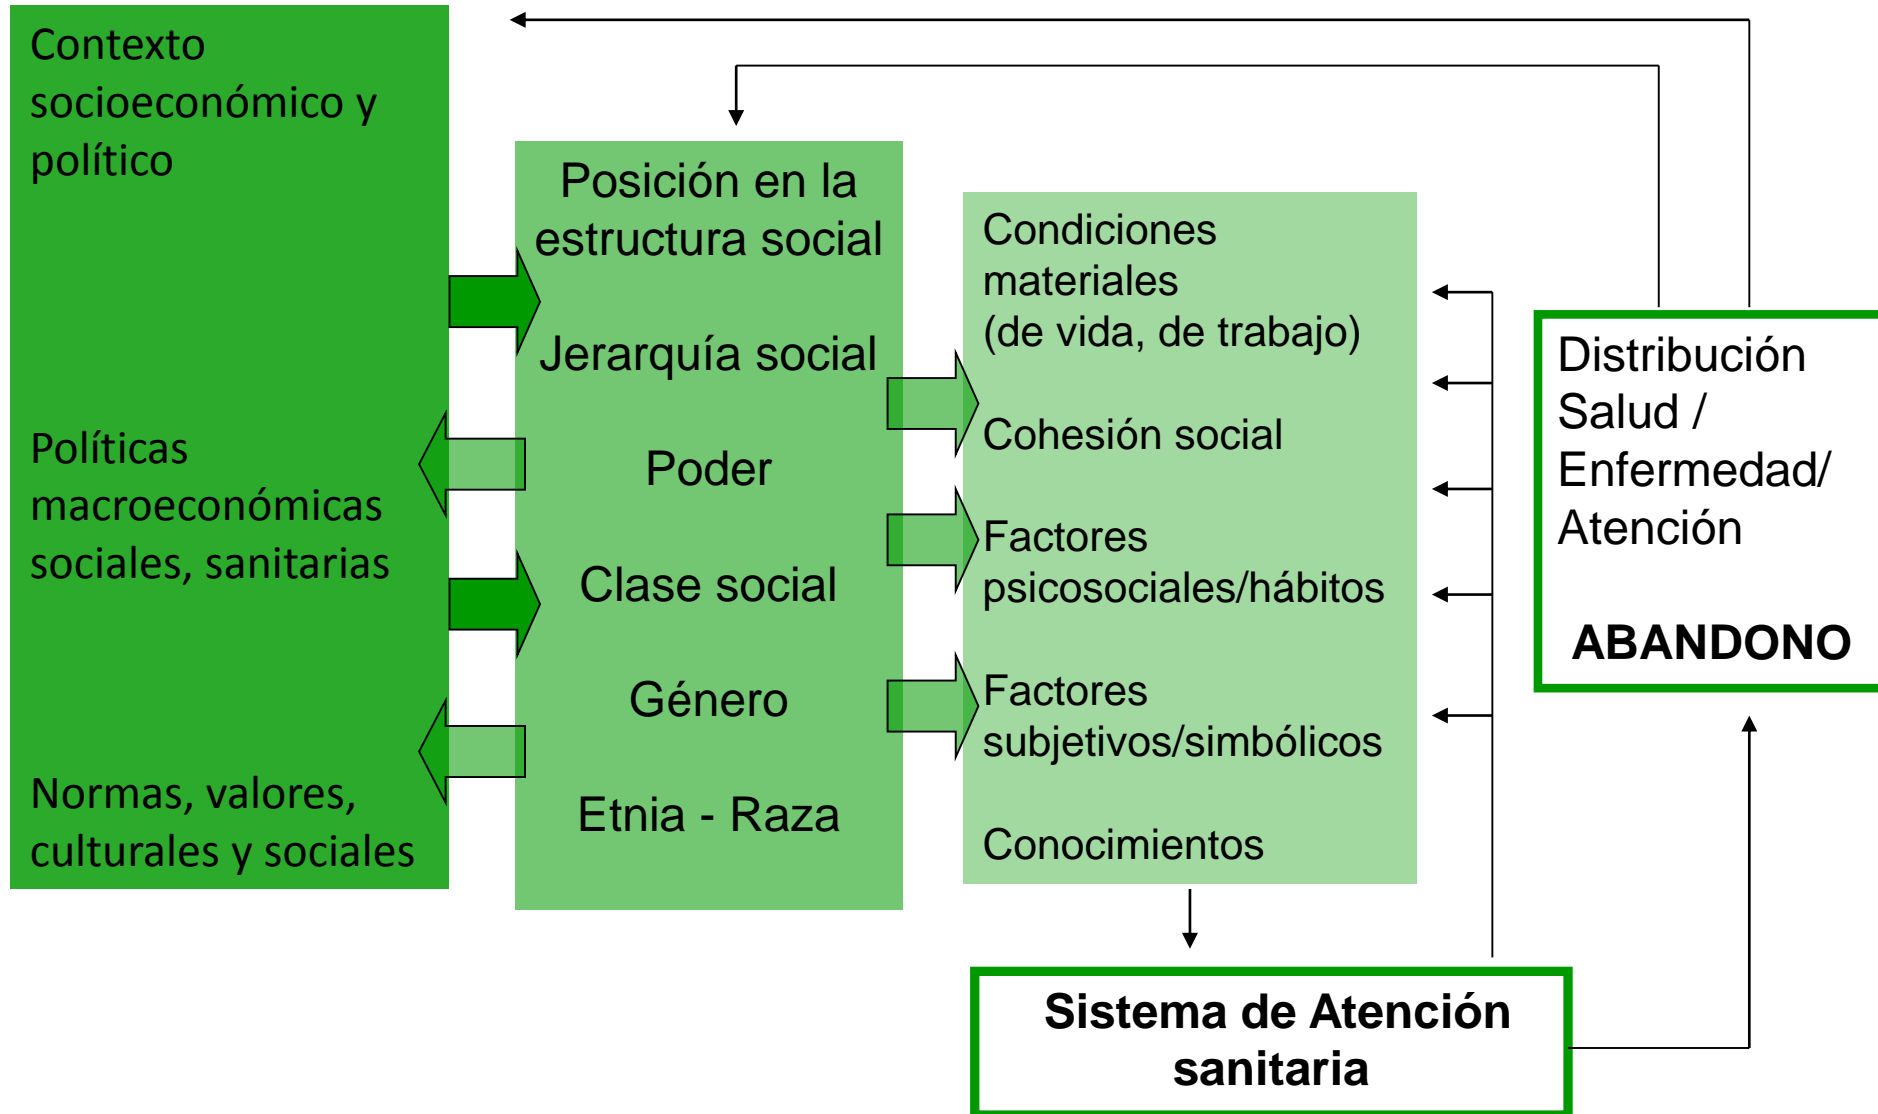 Contexto
socioeconómico y
político
Políticas
macroeconómicas
sociales, sanitarias
Normas, valores,
culturales y sociales
Posición en la
estructura social
Jerarquía social
Poder
Clase social
Género
Etnia - Raza
Condiciones
materiales
(de vida, de trabajo)
Cohesión social
Factores
psicosociales/hábitos
Factores
subjetivos/simbólicos
Conocimientos
Sistema de Atención
sanitaria
Distribución
Salud /
Enfermedad/
Atención
ABANDONO